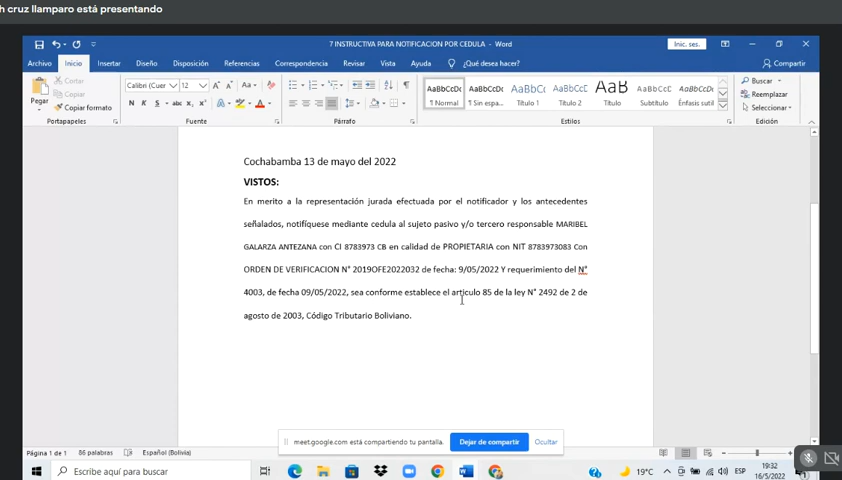 h cruz llamparo está presentando
7 INSTRUCTIVA PARA NOTIFICACION POR CEDULA - Word
Inic. ses.
Archivo Inicio Insertar Diseño Disposición Referencias Correspondencia Revisar Vista Ayuda ¿Qué desea hacer? Compartir
Pegar
Cortar
Copiar
Copiar formato
Portapapeles
Calibri (Cuer 12
N K S abc x₂ x²
Fuente
Párrafo
AaBbCcDc AaBbCcDc AaBbCc AaBbCcC AaB AaBbCcC AaBbCcDc
¶ Normal ¶ Sin espa... Título 1 Título 2 Título Subtítulo Énfasis sutil
Estilos
Buscar
Reemplazar
Seleccionar
Edición
Cochabamba 13 de mayo del 2022
VISTOS:
En merito a la representación jurada efectuada por el notificador y los antecedentes
señalados, notifíquese mediante cedula al sujeto pasivo y/o tercero responsable MARIBEL
GALARZA ANTEZANA con CI 8783973 CB en calidad de PROPIETARIA con NIT 8783973083 Con
ORDEN DE VERIFICACION N° 2019OFE2022032 de fecha: 9/05/2022 Y requerimiento del N°
4003, de fecha 09/05/2022, sea conforme establece el artículo 85 de la ley N° 2492 de 2 de
agosto de 2003, Código Tributario Boliviano.
meet.google.com está compartiendo tu pantalla. Dejar de compartir Ocultar
Página 1 de 1 86 palabras Español (Bolivia)
Escribe aquí para buscar
19°C
ESP
19:32
16/5/2022